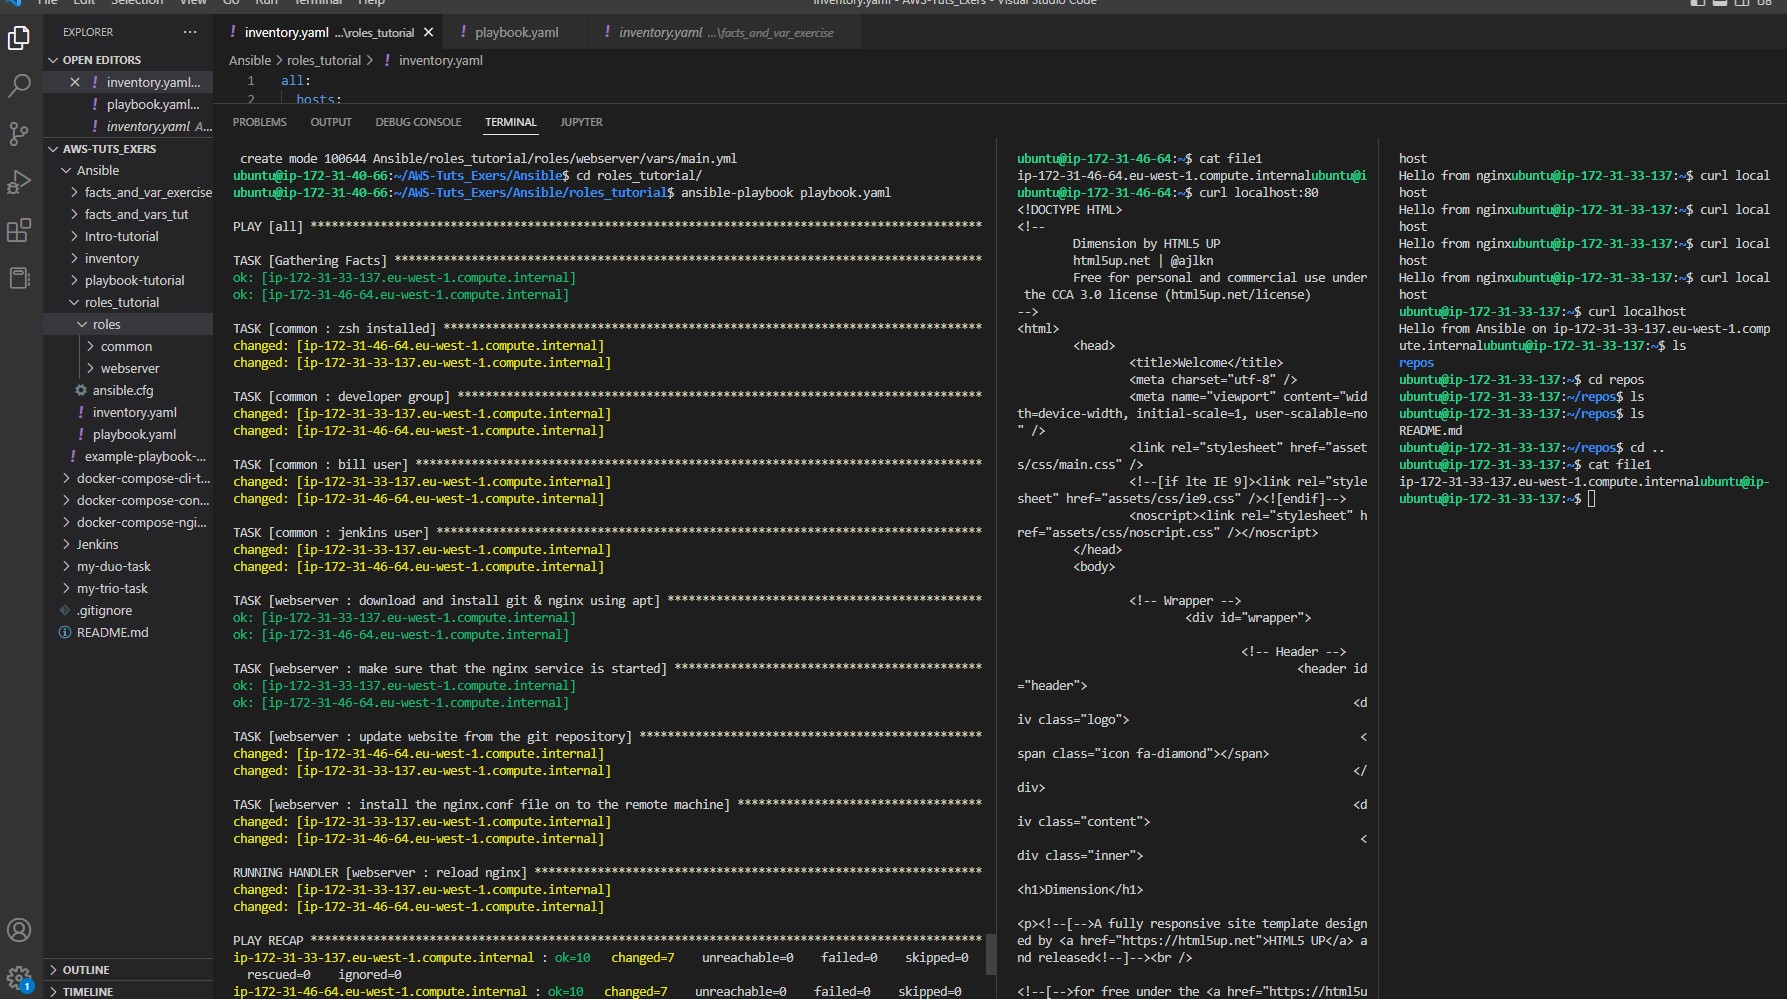 File Edit Selection View Go Run Terminal Help
inventory.yaml - AWS-Tuts_Exers - Visual Studio Code
EXPLORER ...
OPEN EDITORS
× ! inventory.yaml...
! playbook.yaml...
! inventory.yaml A...
AWS-TUTS_EXERS
Ansible
facts_and_var_exercise
facts_and_vars_tut
Intro-tutorial
inventory
playbook-tutorial
roles_tutorial
roles
common
webserver
ansible.cfg
! inventory.yaml
! playbook.yaml
! example-playbook-...
docker-compose-cli-t...
docker-compose-con...
docker-compose-ngi...
Jenkins
my-duo-task
my-trio-task
.gitignore
README.md
OUTLINE
TIMELINE
1
! inventory.yaml ...\roles_tutorial ×
! playbook.yaml
! inventory.yaml ...\facts_and_var_exercise
Ansible > roles_tutorial > ! inventory.yaml
1 all:
2 hosts:
PROBLEMS OUTPUT DEBUG CONSOLE TERMINAL JUPYTER
create mode 100644 Ansible/roles_tutorial/roles/webserver/vars/main.yml
ubuntu@ip-172-31-40-66:~/AWS-Tuts_Exers/Ansible$ cd roles_tutorial/
ubuntu@ip-172-31-40-66:~/AWS-Tuts_Exers/Ansible/roles_tutorial$ ansible-playbook playbook.yaml
PLAY [all] ************************************************************************************************
TASK [Gathering Facts] ************************************************************************************
ok: [ip-172-31-33-137.eu-west-1.compute.internal]
ok: [ip-172-31-46-64.eu-west-1.compute.internal]
TASK [common : zsh installed] *****************************************************************************
changed: [ip-172-31-46-64.eu-west-1.compute.internal]
changed: [ip-172-31-33-137.eu-west-1.compute.internal]
TASK [common : developer group] ***************************************************************************
changed: [ip-172-31-33-137.eu-west-1.compute.internal]
changed: [ip-172-31-46-64.eu-west-1.compute.internal]
TASK [common : bill user] *********************************************************************************
changed: [ip-172-31-33-137.eu-west-1.compute.internal]
changed: [ip-172-31-46-64.eu-west-1.compute.internal]
TASK [common : jenkins user] ******************************************************************************
changed: [ip-172-31-33-137.eu-west-1.compute.internal]
changed: [ip-172-31-46-64.eu-west-1.compute.internal]
TASK [webserver : download and install git & nginx using apt] *********************************************
ok: [ip-172-31-33-137.eu-west-1.compute.internal]
ok: [ip-172-31-46-64.eu-west-1.compute.internal]
TASK [webserver : make sure that the nginx service is started] ********************************************
ok: [ip-172-31-33-137.eu-west-1.compute.internal]
ok: [ip-172-31-46-64.eu-west-1.compute.internal]
TASK [webserver : update website from the git repository] *************************************************
changed: [ip-172-31-46-64.eu-west-1.compute.internal]
changed: [ip-172-31-33-137.eu-west-1.compute.internal]
TASK [webserver : install the nginx.conf file on to the remote machine] ***********************************
changed: [ip-172-31-33-137.eu-west-1.compute.internal]
changed: [ip-172-31-46-64.eu-west-1.compute.internal]
RUNNING HANDLER [webserver : reload nginx] ****************************************************************
changed: [ip-172-31-33-137.eu-west-1.compute.internal]
changed: [ip-172-31-46-64.eu-west-1.compute.internal]
PLAY RECAP ************************************************************************************************
ip-172-31-33-137.eu-west-1.compute.internal : ok=10 changed=7 unreachable=0 failed=0 skipped=0
rescued=0 ignored=0
ip-172-31-46-64.eu-west-1.compute.internal : ok=10 changed=7 unreachable=0 failed=0 skipped=0
ubuntu@ip-172-31-46-64:~$ cat file1
ip-172-31-46-64.eu-west-1.compute.internalubuntu@i
ubuntu@ip-172-31-46-64:~$ curl localhost:80
<!DOCTYPE HTML>
<!--
Dimension by HTML5 UP
html5up.net | @ajlkn
Free for personal and commercial use under
the CCA 3.0 license (html5up.net/license)
-->
<html>
<head>
<title>Welcome</title>
<meta charset="utf-8" />
<meta name="viewport" content="wid
th=device-width, initial-scale=1, user-scalable=no
" />
<link rel="stylesheet" href="asset
s/css/main.css" />
<!--[if lte IE 9]><link rel="style
sheet" href="assets/css/ie9.css" /><![endif]-->
<noscript><link rel="stylesheet" h
ref="assets/css/noscript.css" /></noscript>
</head>
<body>
<!-- Wrapper -->
<div id="wrapper">
<!-- Header -->
<header id
="header">
<d
iv class="logo">
<
span class="icon fa-diamond"></span>
</
div>
<d
iv class="content">
<
div class="inner">
<h1>Dimension</h1>
<p><!--[-->A fully responsive site template design
ed by <a href="https://html5up.net">HTML5 UP</a> a
nd released<!--]--><br />
<!--[-->for free under the <a href="https://html5u
host
Hello from nginxubuntu@ip-172-31-33-137:~$ curl local
host
Hello from nginxubuntu@ip-172-31-33-137:~$ curl local
host
Hello from nginxubuntu@ip-172-31-33-137:~$ curl local
host
Hello from nginxubuntu@ip-172-31-33-137:~$ curl local
host
ubuntu@ip-172-31-33-137:~$ curl localhost
Hello from Ansible on ip-172-31-33-137.eu-west-1.comp
ute.internalubuntu@ip-172-31-33-137:~$ ls
repos
ubuntu@ip-172-31-33-137:~$ cd repos
ubuntu@ip-172-31-33-137:~/repos$ ls
ubuntu@ip-172-31-33-137:~/repos$ ls
README.md
ubuntu@ip-172-31-33-137:~/repos$ cd ..
ubuntu@ip-172-31-33-137:~$ cat file1
ip-172-31-33-137.eu-west-1.compute.internalubuntu@ip-
ubuntu@ip-172-31-33-137:~$